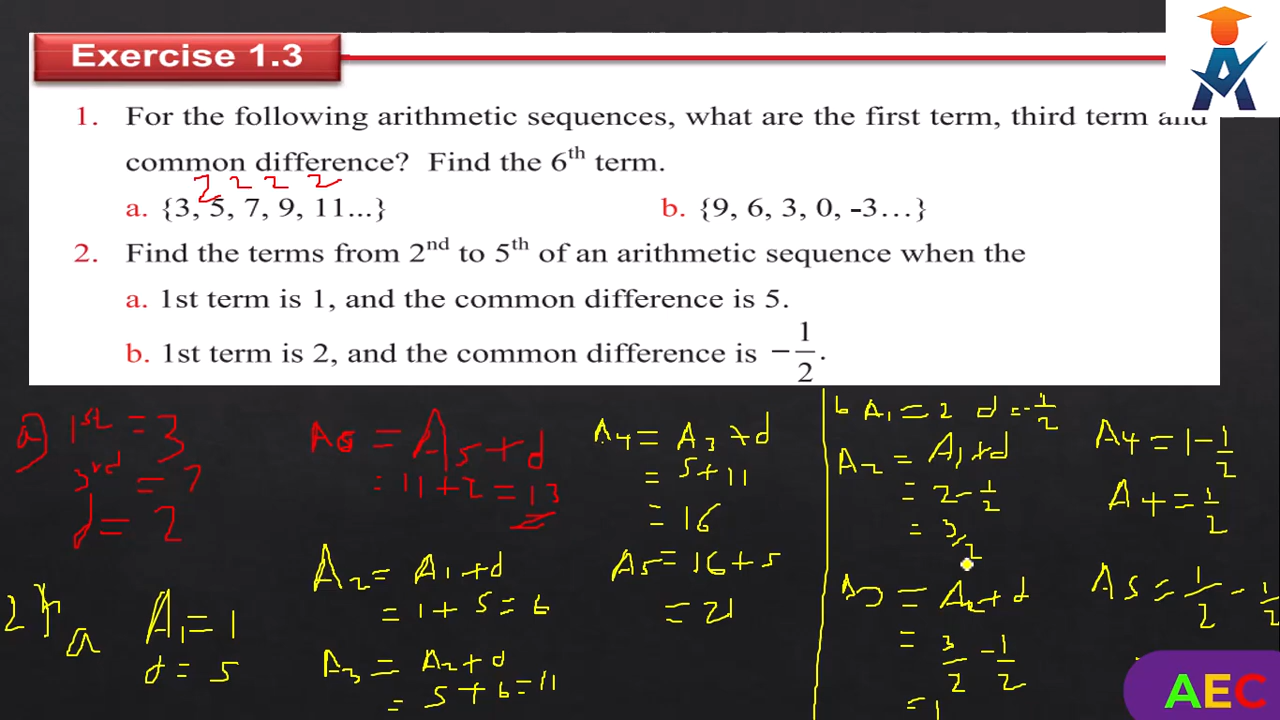 Exercise 1.3
1. For the following arithmetic sequences, what are the first term, third term and
common difference? Find the 6th term.
2 2 2 2
a. {3, 5, 7, 9, 11...} b. {9, 6, 3, 0, -3…}
2. Find the terms from 2nd to 5th of an arithmetic sequence when the
a. 1st term is 1, and the common difference is 5.
b. 1st term is 2, and the common difference is −1/2.
a) 1st = 3
3rd = 7
d = 2
A6 = A5 + d
= 11 + 2 = 13
2) a A1 = 1
d = 5
A2 = A1 + d
= 1 + 5 = 6
A3 = A2 + d
= 5 + 6 = 11
A4 = A3 + d
= 5 + 11
= 16
A5 = 16 + 5
= 21
b A1 = 2 d = -1/2
A2 = A1 + d
= 2 - 1/2
= 3/2
A3 = A2 + d
= 3/2 - 1/2
= 1
A4 = 1 - 1/2
A4 = 1/2
A5 = 1/2 - 1/2
AEC